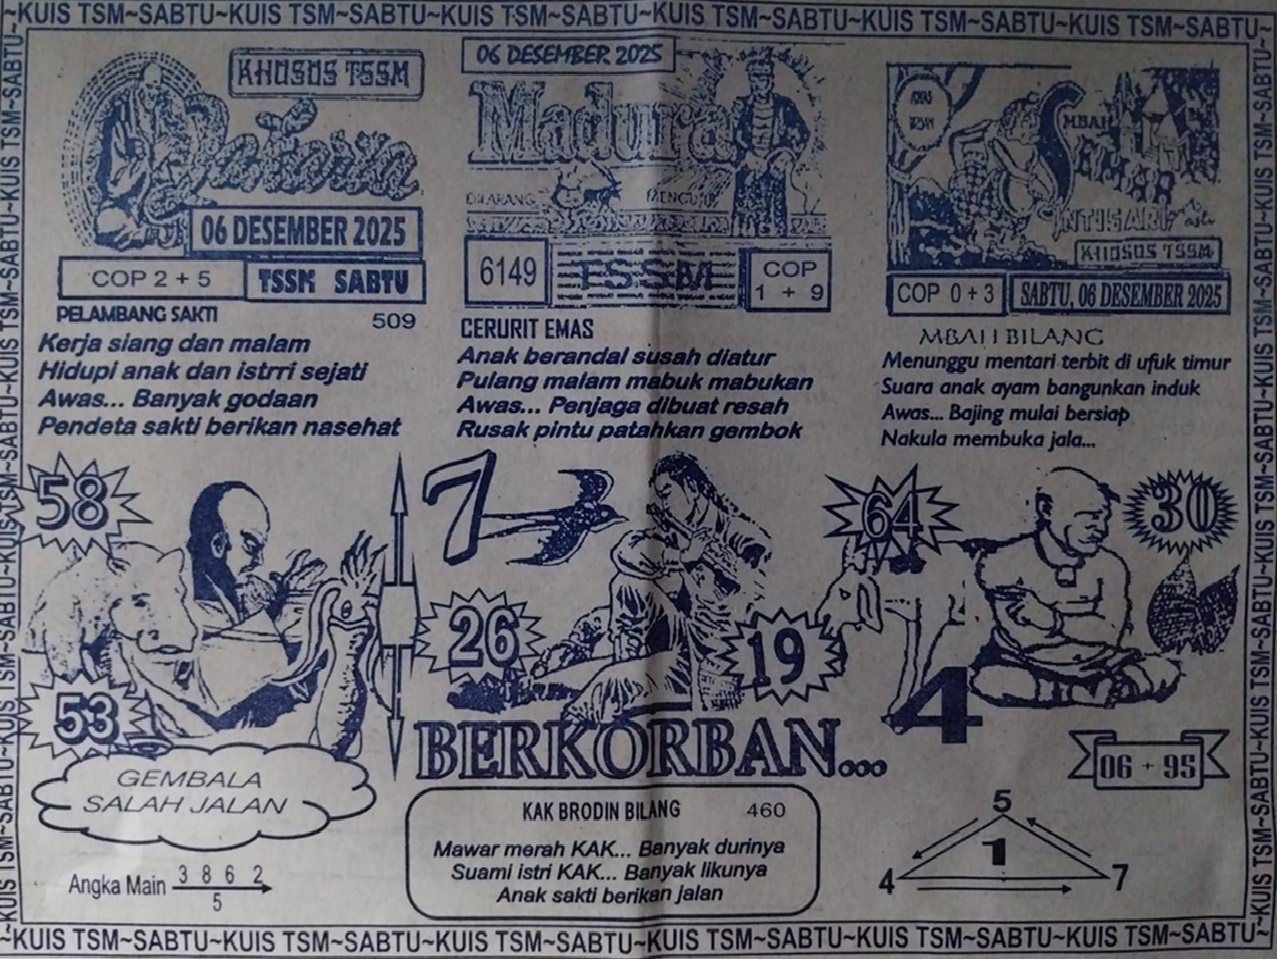 ~KUIS TSM~SABTU~KUIS TSM~SABTU~KUIS TSM~SABTU~KUIS TSM~SABTU~KUIS TSM~SABTU~KUIS TSM~SABTU~
KHUSUS TSSM
06 DESEMBER 2025
COP 2 + 5
TSSM SABTU
PELAMBANG SAKTI
509
Kerja siang dan malam
Hidupi anak dan istrri sejati
Awas... Banyak godaan
Pendeta sakti berikan nasehat
06 DESEMBER 2025
Madura
6149
TSSM
COP
1 + 9
CERURIT EMAS
Anak berandal susah diatur
Pulang malam mabuk mabukan
Awas... Penjaga dibuat resah
Rusak pintu patahkan gembok
MBAH
INTISARI
KHUSUS TSSM
COP 0+3
SABTU, 06 DESEMBER 2025
MBAH BILANG
Menunggu mentari terbit di ufuk timur
Suara anak ayam bangunkan induk
Awas... Bajing mulai bersiap
Nakula membuka jala...
58
53
GEMBALA
SALAH JALAN
Angka Main 3 8 6 2
5
7
26
19
BERKORBAN...
KAK BRODIN BILANG
460
Mawar merah KAK... Banyak durinya
Suami istri KAK... Banyak likunya
Anak sakti berikan jalan
64
30
4
06 + 95
5
1
4
7
~KUIS TSM~SABTU~KUIS TSM~SABTU~KUIS TSM~SABTU~KUIS TSM~SABTU~KUIS TSM~SABTU~KUIS TSM~SABTU~